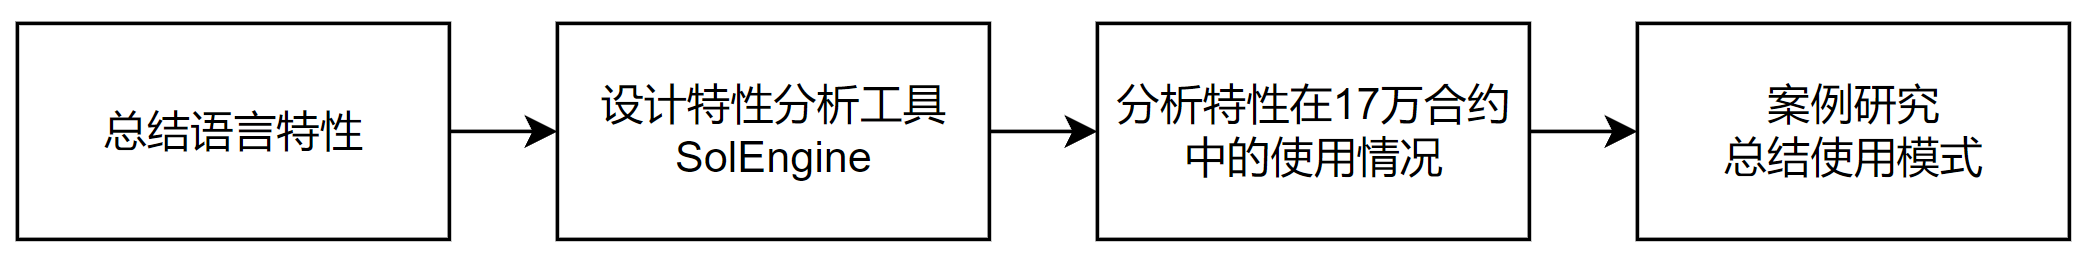 总结语言特性
设计特性分析工具
SolEngine
分析特性在17万合约
中的使用情况
案例研究
总结使用模式